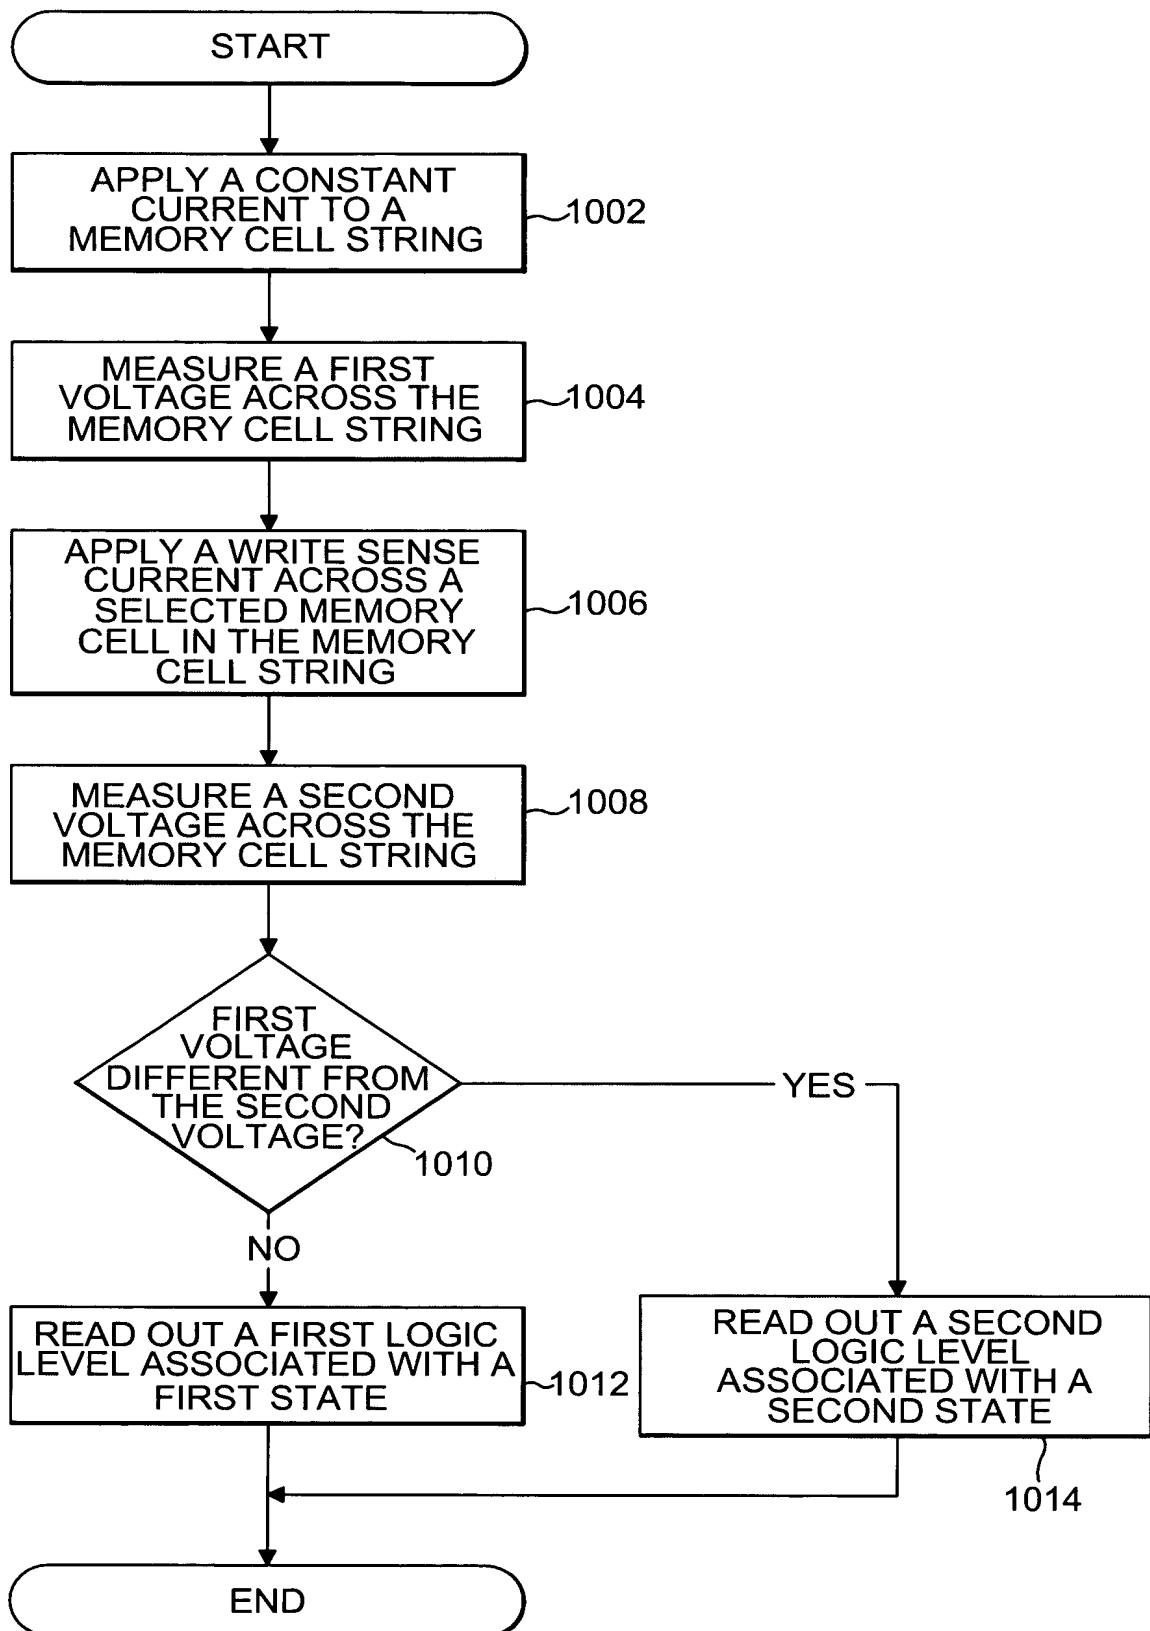 START
APPLY A CONSTANT
CURRENT TO A
MEMORY CELL STRING
1002
MEASURE A FIRST
VOLTAGE ACROSS THE
MEMORY CELL STRING
1004
APPLY A WRITE SENSE
CURRENT ACROSS A
SELECTED MEMORY
CELL IN THE MEMORY
CELL STRING
1006
MEASURE A SECOND
VOLTAGE ACROSS THE
MEMORY CELL STRING
1008
FIRST
VOLTAGE
DIFFERENT FROM
THE SECOND
VOLTAGE?
1010
YES
NO
READ OUT A FIRST LOGIC
LEVEL ASSOCIATED WITH A
FIRST STATE
1012
READ OUT A SECOND
LOGIC LEVEL
ASSOCIATED WITH A
SECOND STATE
1014
END